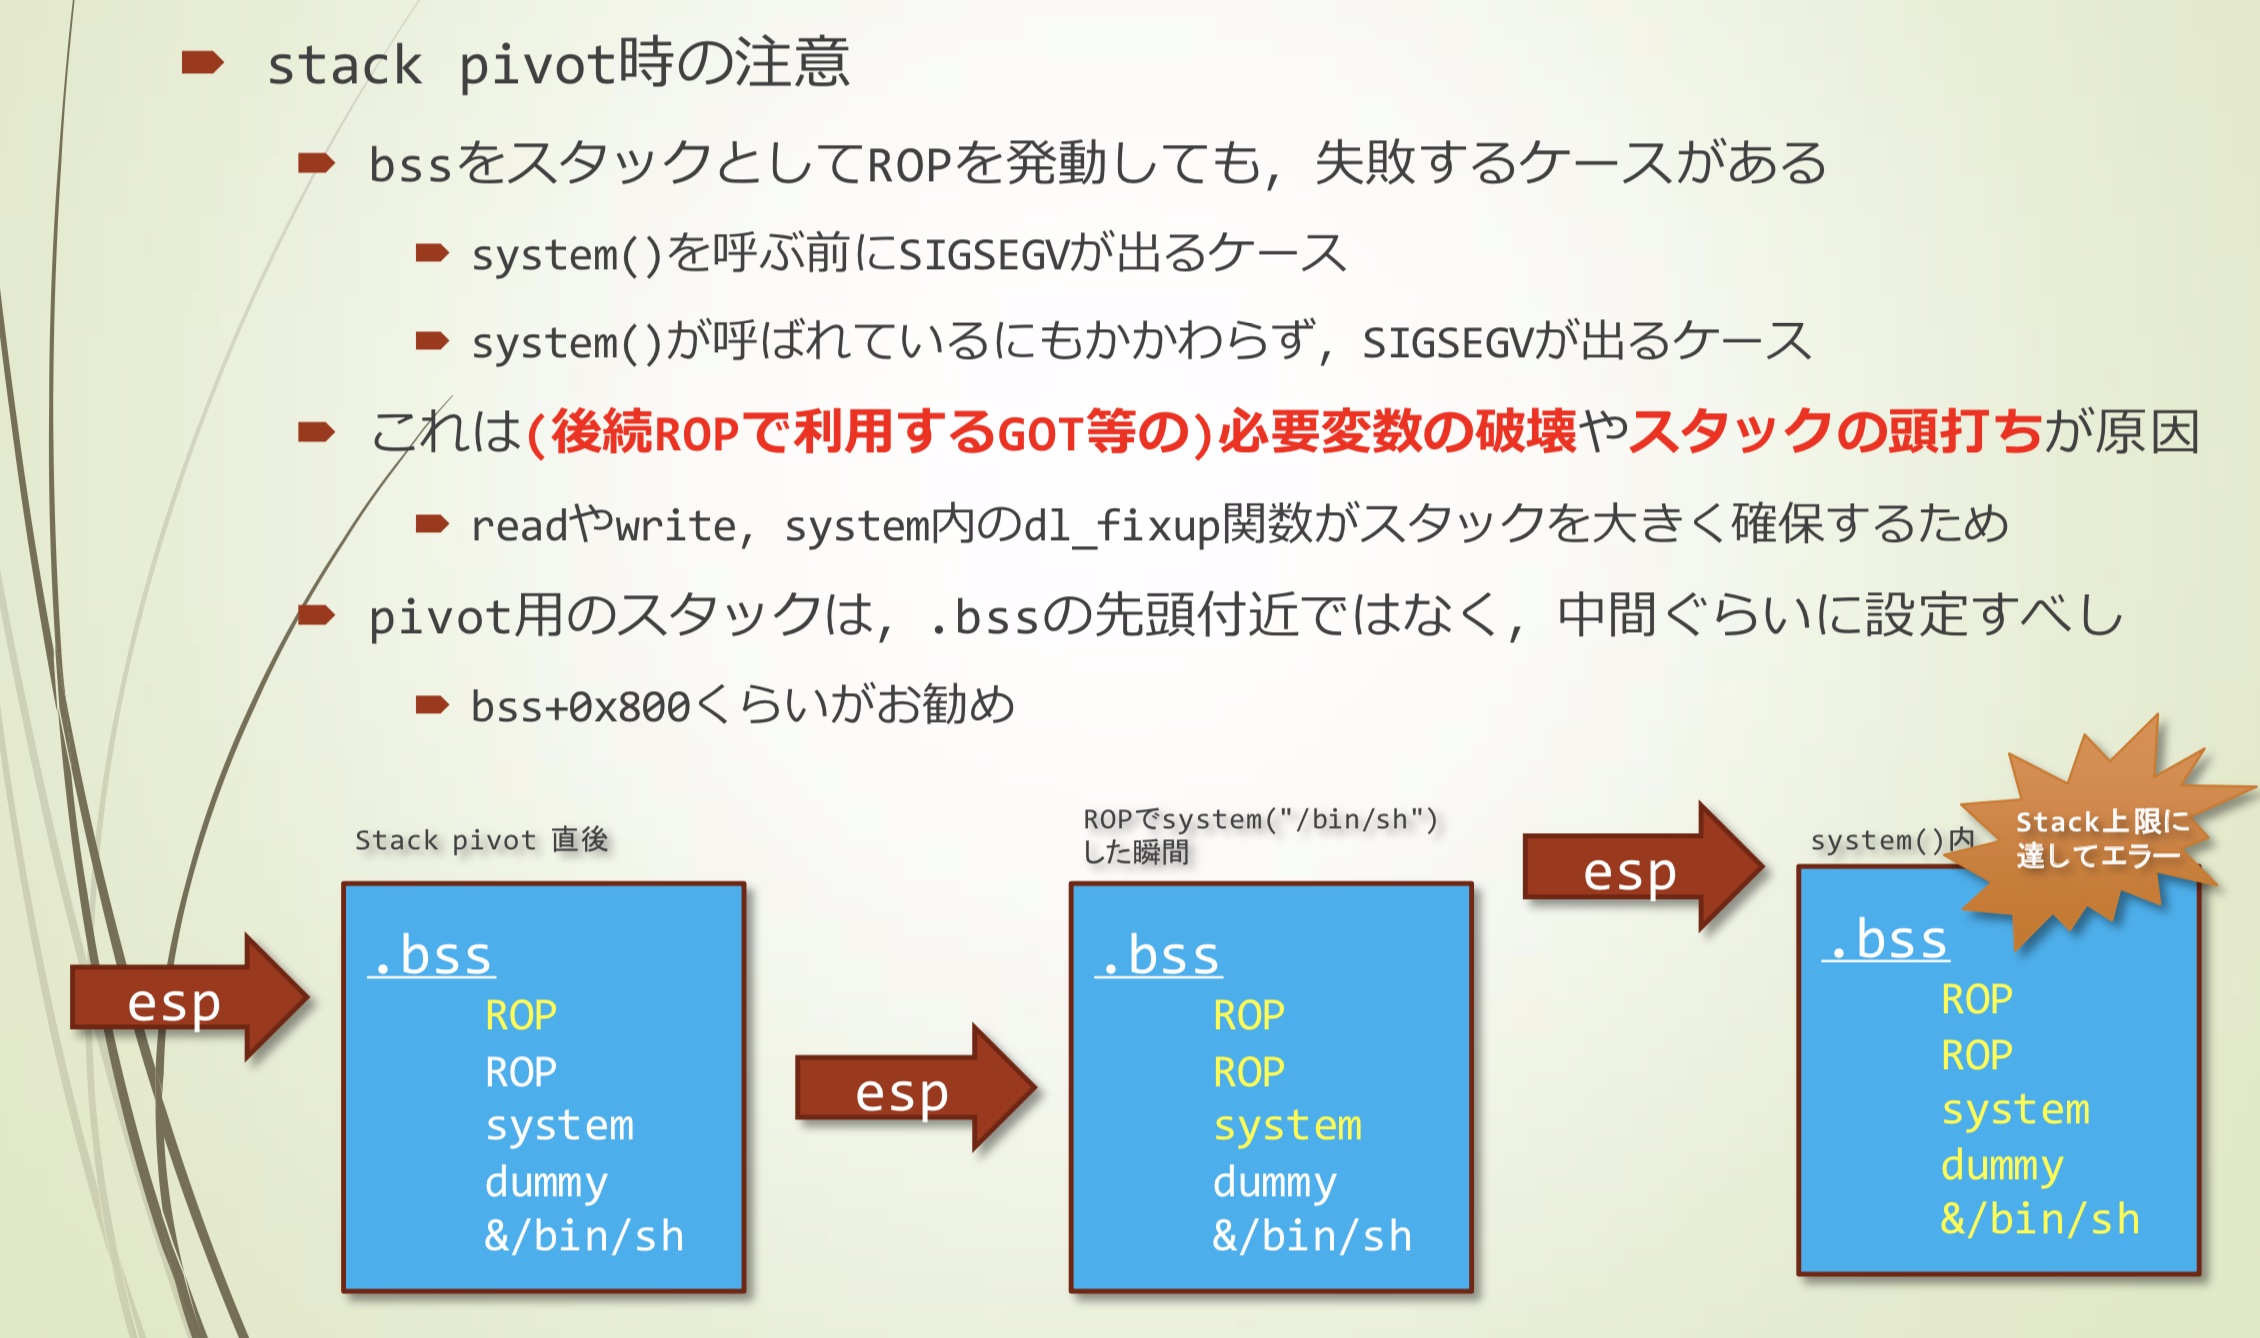 stack pivot時の注意
bssをスタックとしてROPを発動しても，失敗するケースがある
system()を呼ぶ前にSIGSEGVが出るケース
system()が呼ばれているにもかかわらず，SIGSEGVが出るケース
これは(後続ROPで利用するGOT等の)必要変数の破壊やスタックの頭打ちが原因
readやwrite，system内のdl_fixup関数がスタックを大きく確保するため
pivot用のスタックは，.bssの先頭付近ではなく，中間ぐらいに設定すべし
bss+0x800くらいがお勧め
Stack pivot 直後
esp
.bss
ROP
ROP
system
dummy
&/bin/sh
ROPでsystem("/bin/sh")
した瞬間
esp
.bss
ROP
ROP
system
dummy
&/bin/sh
esp
system()内
Stack上限に
達してエラー
.bss
ROP
ROP
system
dummy
&/bin/sh